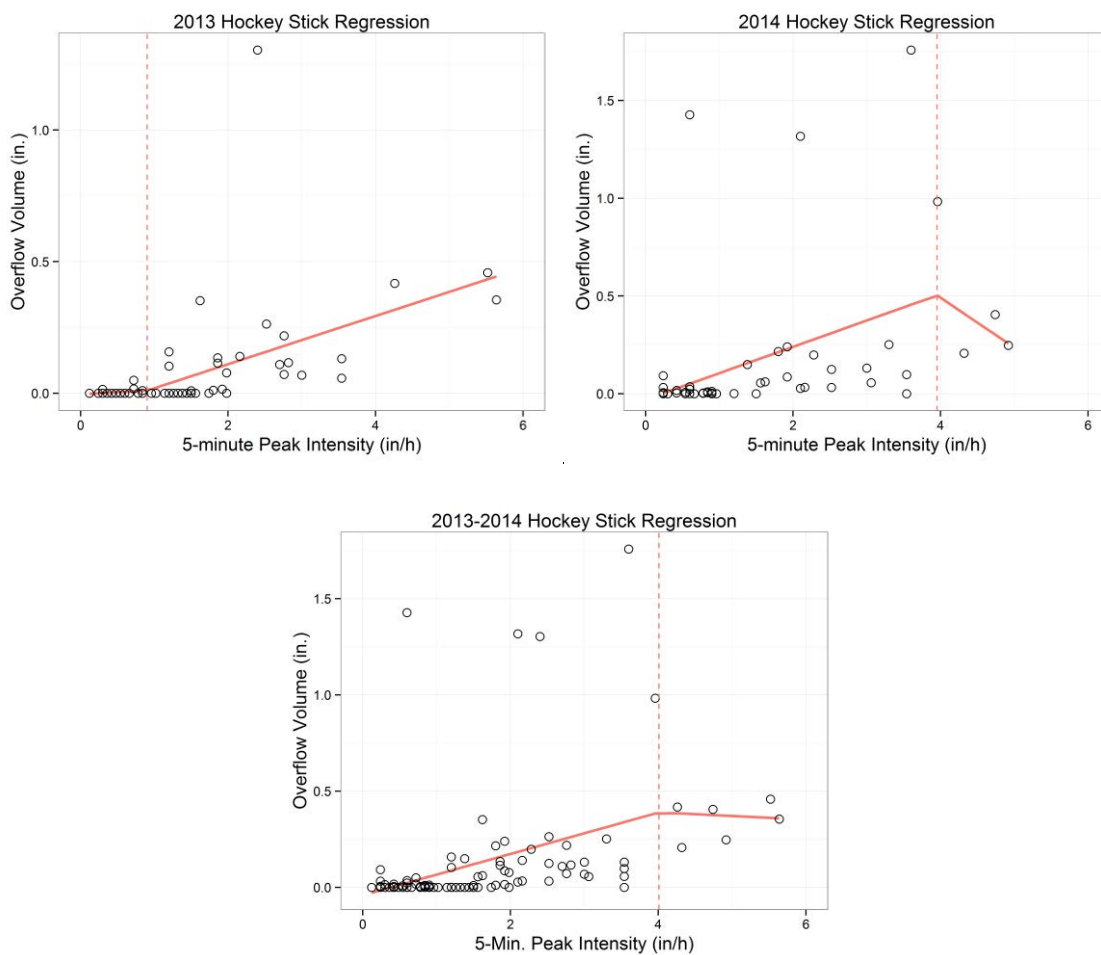 2013 Hockey Stick Regression
Overflow Volume (in.)
1.0
0.5
0.0
0 2 4 6
5-minute Peak Intensity (in/h)
2014 Hockey Stick Regression
Overflow Volume (in.)
1.5
1.0
0.5
0.0
0 2 4 6
5-minute Peak Intensity (in/h)
2013-2014 Hockey Stick Regression
Overflow Volume (in.)
1.5
1.0
0.5
0.0
0 2 4 6
5-Min. Peak Intensity (in/h)